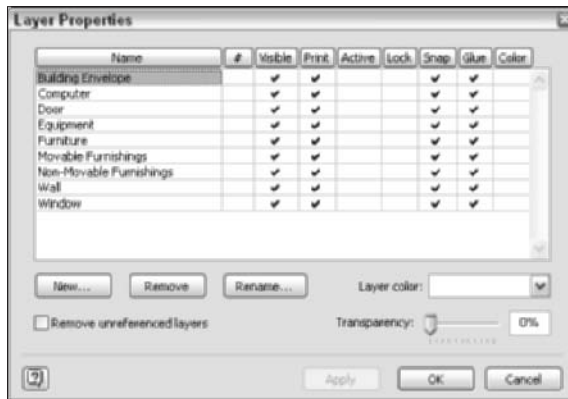 Layer Properties
Name # Visible Print Active Lock Snap Glue Color
Building Envelope
Computer
Door
Equipment
Furniture
Movable Furnishings
Non-Movable Furnishings
Wall
Window
New... Remove Rename... Layer color:
Remove unreferenced layers Transparency: 0%
Apply OK Cancel